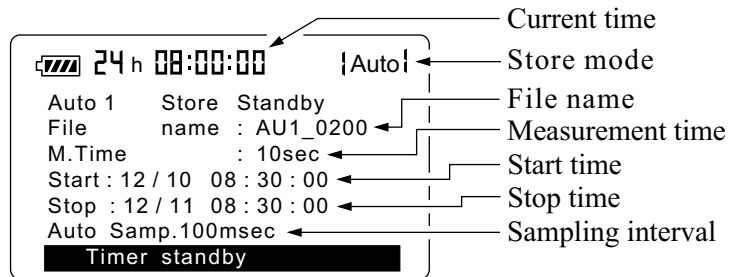 Current time
24 h 08:00:00 Auto
Store mode
Auto 1 Store Standby
File name : AU1_0200
File name
M.Time : 10sec
Measurement time
Start : 12 / 10 08 : 30 : 00
Start time
Stop : 12 / 11 08 : 30 : 00
Stop time
Auto Samp.100msec
Sampling interval
Timer standby